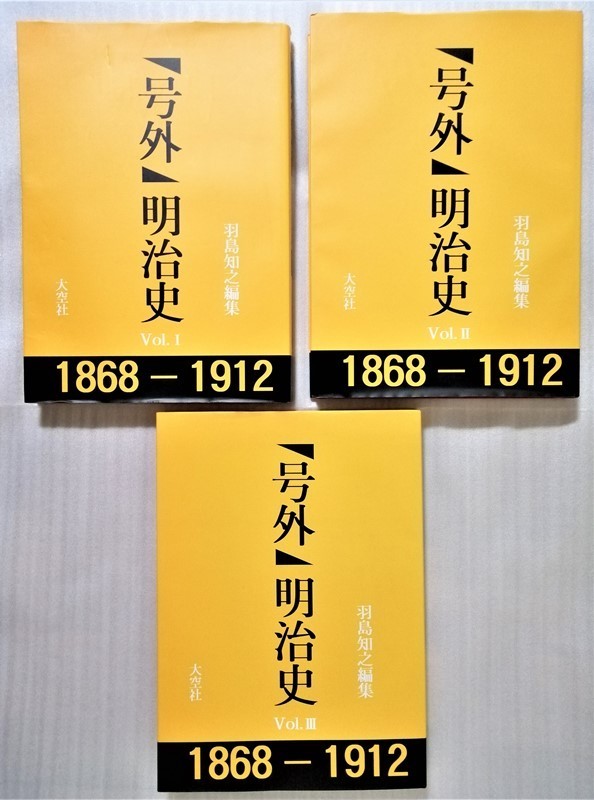 号外
明治史
Vol. I
羽島知之編集
大空社
1868－1912
号外
明治史
Vol. II
羽島知之編集
大空社
1868－1912
号外
明治史
Vol. III
羽島知之編集
大空社
1868－1912